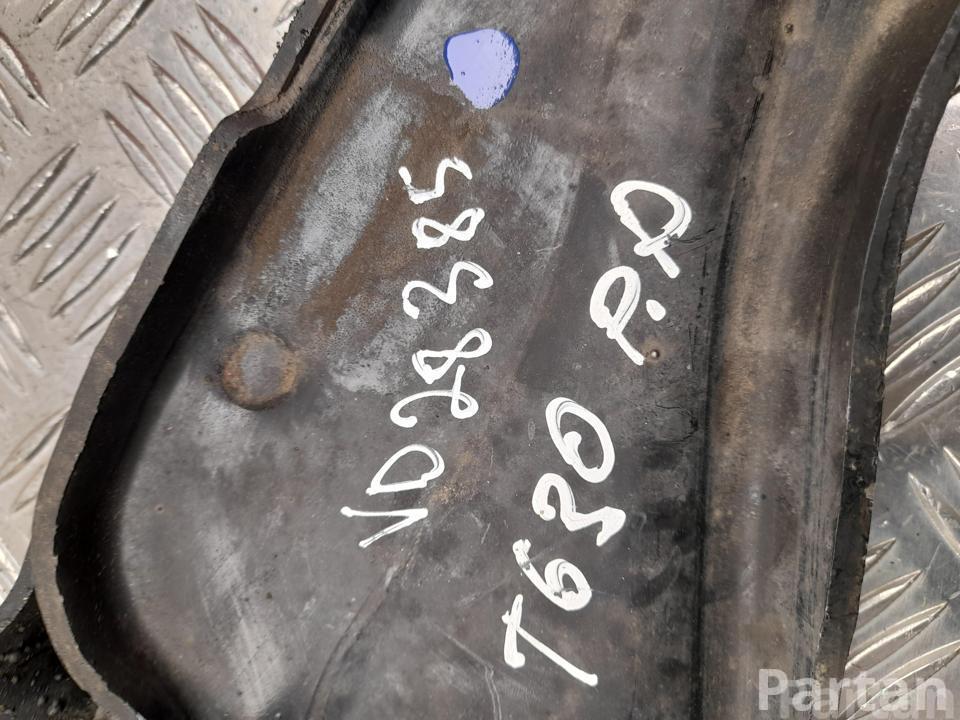 VD28385
T630 P.D
Partan